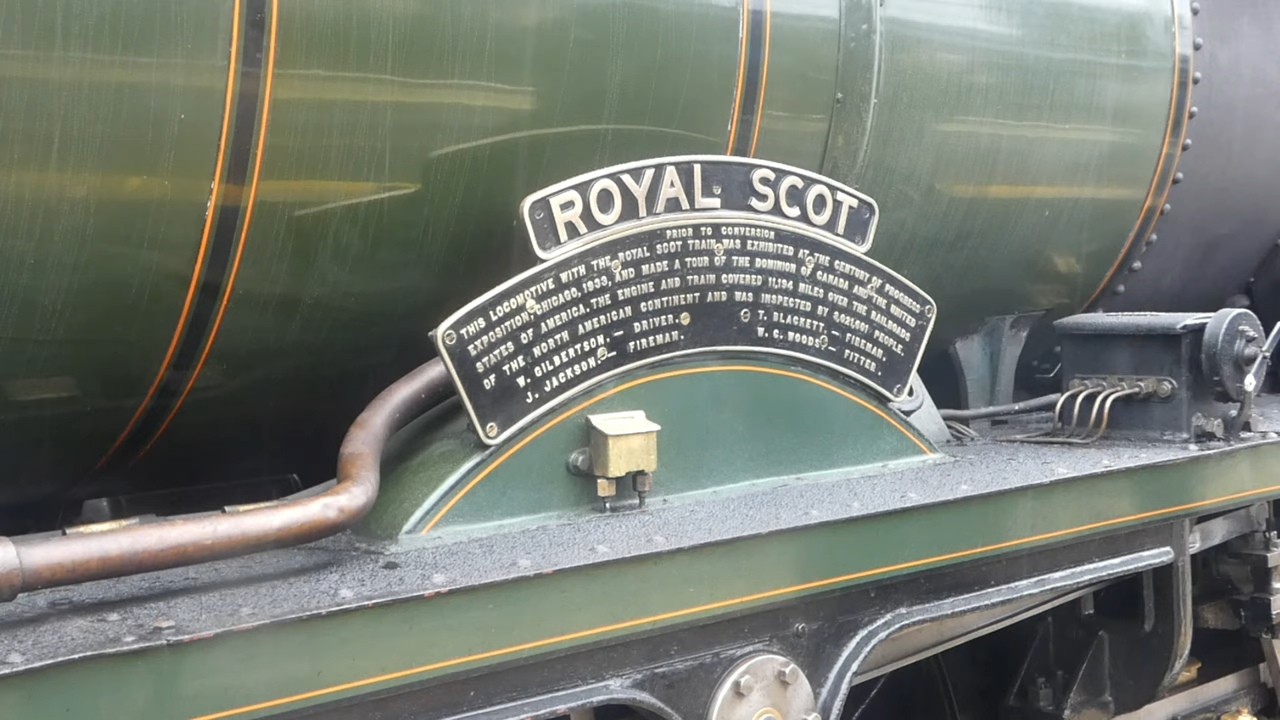 ROYAL SCOT
PRIOR TO CONVERSION
THIS LOCOMOTIVE WITH THE ROYAL SCOT TRAIN WAS EXHIBITED AT THE CENTURY OF PROGRESS
EXPOSITION, CHICAGO, 1933, AND MADE A TOUR OF THE DOMINION OF CANADA AND THE UNITED
STATES OF AMERICA. THE ENGINE AND TRAIN COVERED 11,194 MILES OVER THE RAILROADS
OF THE NORTH AMERICAN CONTINENT AND WAS INSPECTED BY 3,021,601 PEOPLE.
W. GILBERTSON. — DRIVER. T. BLACKETT. — FIREMAN.
J. JACKSON. — FIREMAN. W. C. WOODS. — FITTER.